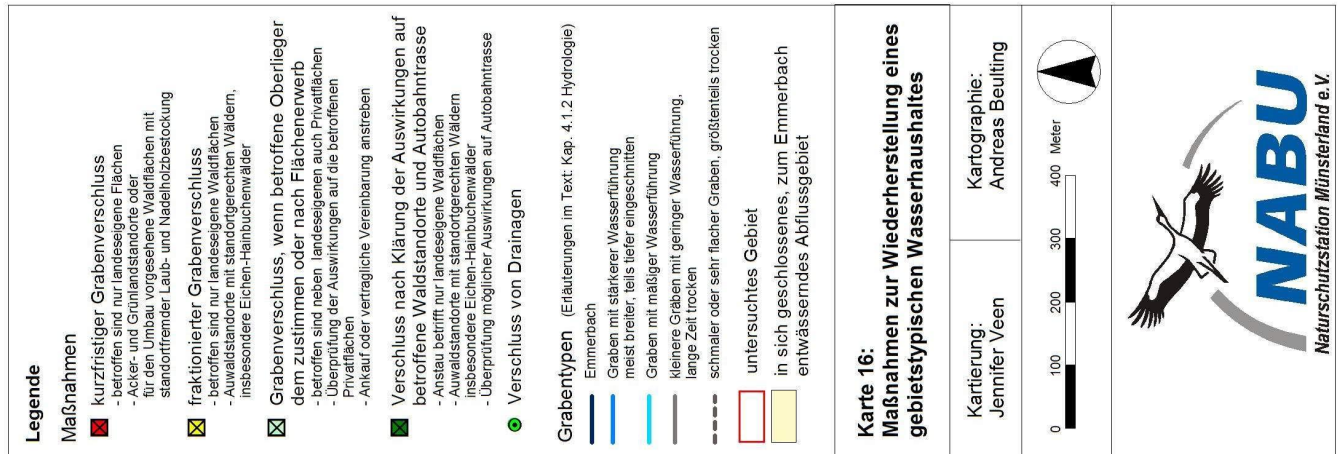 Legende
Maßnahmen
kurzfristiger Grabenverschluss
- betroffen sind nur landeseigene Flächen
- Acker- und Grünlandstandorte oder
für den Umbau vorgesehene Waldflächen mit
standortfremder Laub- und Nadelholzbestockung
fraktionierter Grabenverschluss
- betroffen sind nur landeseigene Waldflächen
- Auwaldstandorte mit standortgerechten Wäldern,
insbesondere Eichen-Hainbuchenwälder
Grabenverschluss, wenn betroffene Oberlieger
dem zustimmen oder nach Flächenerwerb
- betroffen sind neben landeseigenen auch Privatflächen
- Überprüfung der Auswirkungen auf die betroffenen
Privatflächen
- Ankauf oder vertragliche Vereinbarung anstreben
Verschluss nach Klärung der Auswirkungen auf
betroffene Waldstandorte und Autobahntrasse
- Anstau betrifft nur landeseigene Waldflächen
- Auwaldstandorte mit standortgerechten Wäldern
insbesondere Eichen-Hainbuchenwälder
- Überprüfung möglicher Auswirkungen auf Autobahntrasse
Verschluss von Drainagen
Grabentypen (Erläuterungen im Text: Kap. 4.1.2 Hydrologie)
Emmerbach
Graben mit stärkerer Wasserführung
meist breiter, teils tiefer eingeschnitten
Graben mit mäßiger Wasserführung
kleinere Gräben mit geringer Wasserführung,
lange Zeit trocken
schmaler oder sehr flacher Graben, größtenteils trocken
untersuchtes Gebiet
in sich geschlossenes, zum Emmerbach
entwässerndes Abflussgebiet
Karte 16:
Maßnahmen zur Wiederherstellung eines
gebietstypischen Wasserhaushaltes
Kartierung:
Jennifer Veen
Kartographie:
Andreas Beulting
0 100 200 300 400 Meter
NABU
Naturschutzstation Münsterland e.V.